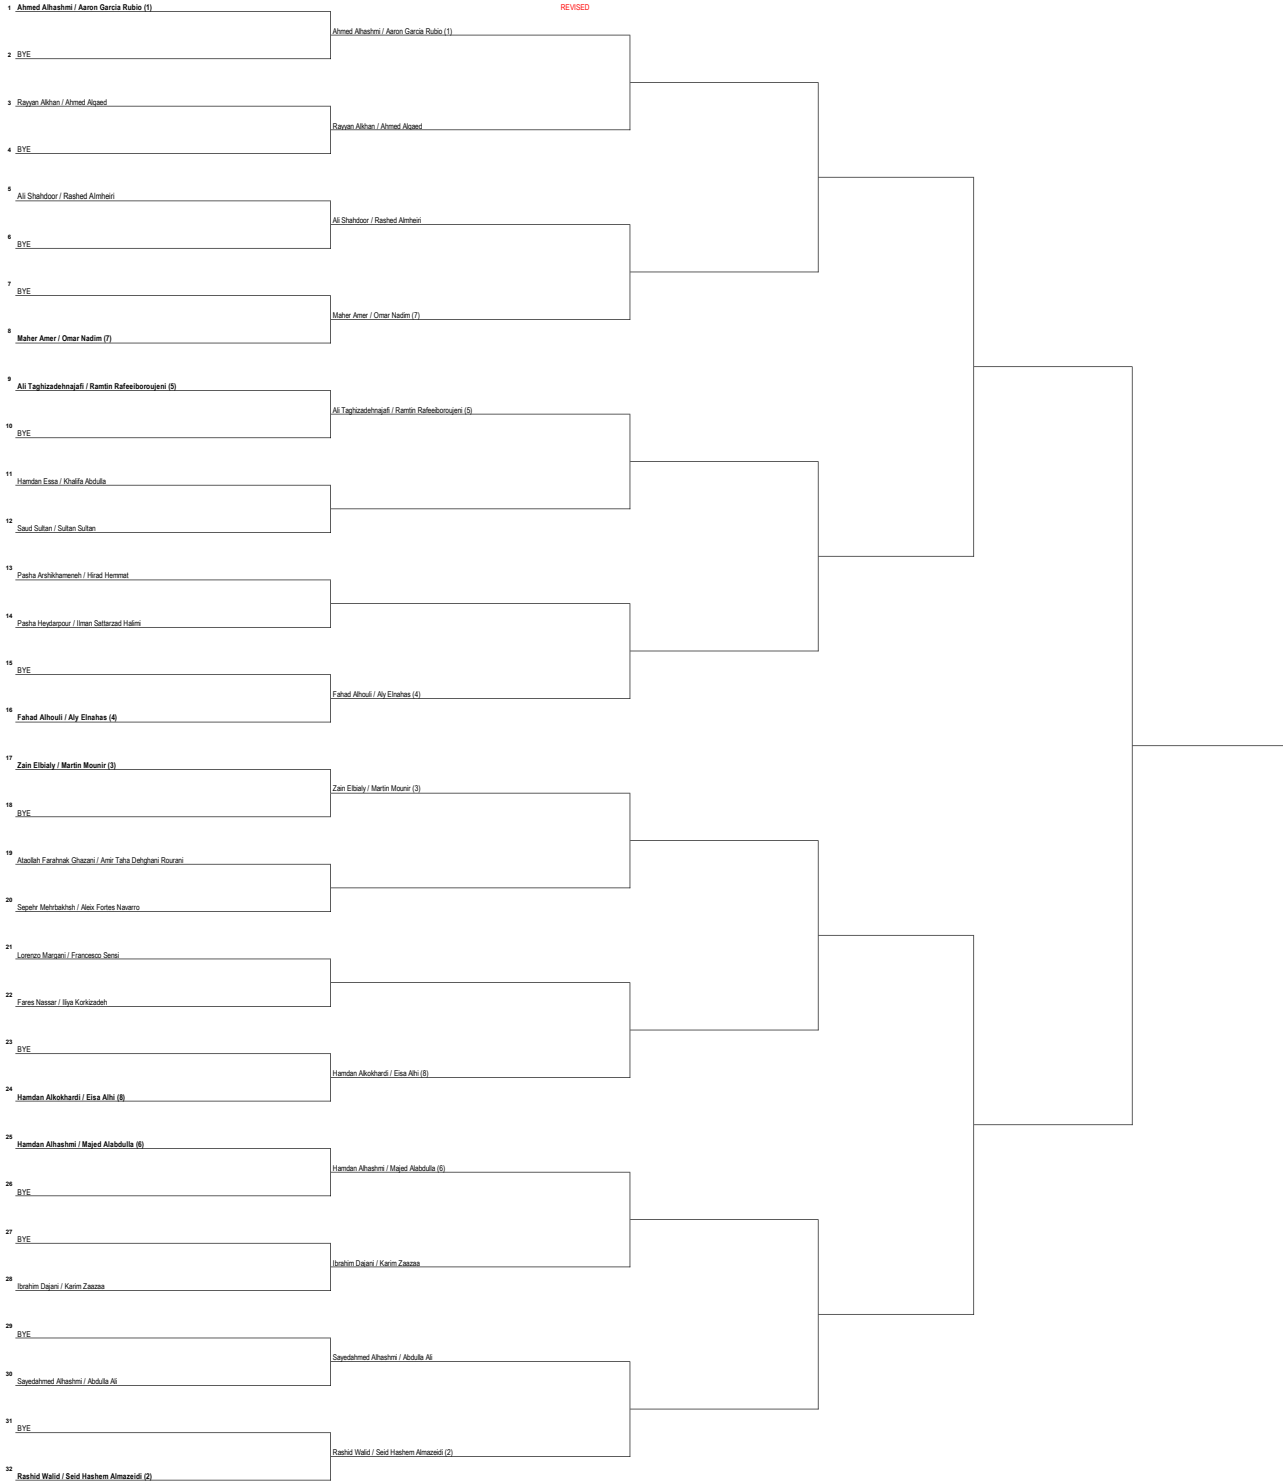 1 Ahmed Alhashmi / Aaron Garcia Rubio (1)
REVISED
Ahmed Alhashmi / Aaron Garcia Rubio (1)
2 BYE
3 Rayyan Alkhan / Ahmed Alqaed
Rayyan Alkhan / Ahmed Alqaed
4 BYE
5 Ali Shahdoor / Rashed Almheiri
Ali Shahdoor / Rashed Almheiri
6 BYE
7 BYE
Maher Amer / Omar Nadim (7)
8 Maher Amer / Omar Nadim (7)
9 Ali Taghizadehnajafi / Ramtin Rafeeiboroujeni (5)
Ali Taghizadehnajafi / Ramtin Rafeeiboroujeni (5)
10 BYE
11 Hamdan Essa / Khalifa Abdulla
12 Saud Sultan / Sultan Sultan
13 Pasha Arshikhameneh / Hirad Hemmat
14 Pasha Heydarpour / Ilman Sattarzad Halimi
15 BYE
Fahad Alhouli / Aly Elnahas (4)
16 Fahad Alhouli / Aly Elnahas (4)
17 Zain Elbialy / Martin Mounir (3)
Zain Elbialy / Martin Mounir (3)
18 BYE
19 Ataollah Farahnak Ghazani / Amir Taha Dehghani Rourani
20 Sepehr Mehrbakhsh / Aleix Fortes Navarro
21 Lorenzo Margani / Francesco Sensi
22 Fares Nassar / Iliya Korkizadeh
23 BYE
Hamdan Alkokhardi / Eisa Alhi (8)
24 Hamdan Alkokhardi / Eisa Alhi (8)
25 Hamdan Alhashmi / Majed Alabdulla (6)
Hamdan Alhashmi / Majed Alabdulla (6)
26 BYE
27 BYE
Ibrahim Dajani / Karim Zaazaa
28 Ibrahim Dajani / Karim Zaazaa
29 BYE
Sayedahmed Alhashmi / Abdulla Ali
30 Sayedahmed Alhashmi / Abdulla Ali
31 BYE
Rashid Walid / Seid Hashem Almazeidi (2)
32 Rashid Walid / Seid Hashem Almazeidi (2)